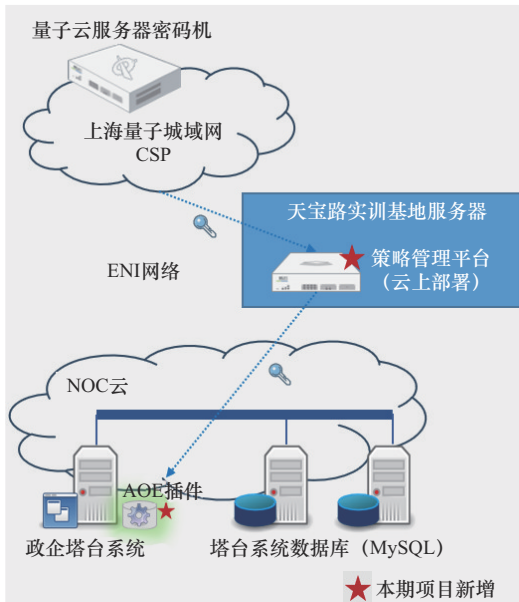 量子云服务器密码机
上海量子城域网
CSP
天宝路实训基地服务器
策略管理平台
（云上部署）
ENI网络
NOC云
AOE插件
政企塔台系统
塔台系统数据库（MySQL）
本期项目新增